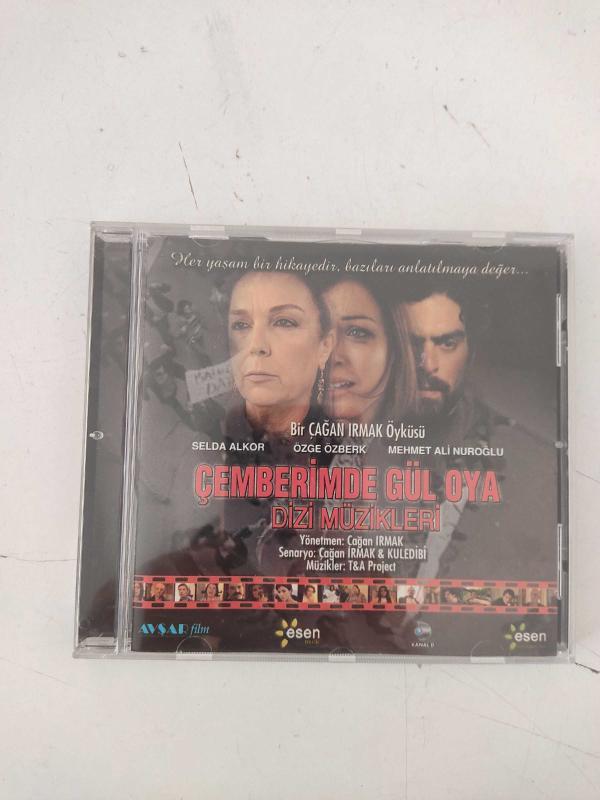 Her yaşam bir hikayedir, bazıları anlatılmaya değer...
Bir ÇAĞAN IRMAK Öyküsü
SELDA ALKOR ÖZGE ÖZBERK MEHMET ALİ NUROĞLU
ÇEMBERİMDE GÜL OYA
DİZİ MÜZİKLERİ
Yönetmen: Çağan IRMAK
Senaryo: Çağan IRMAK & KULEDİBİ
Müzikler: T&A Project
AVŞAR film
esen
KANAL D
esen